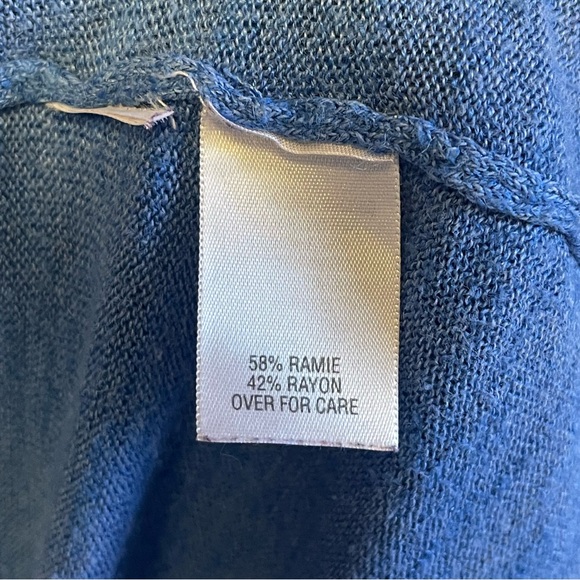 58% RAMIE
42% RAYON
OVER FOR CARE